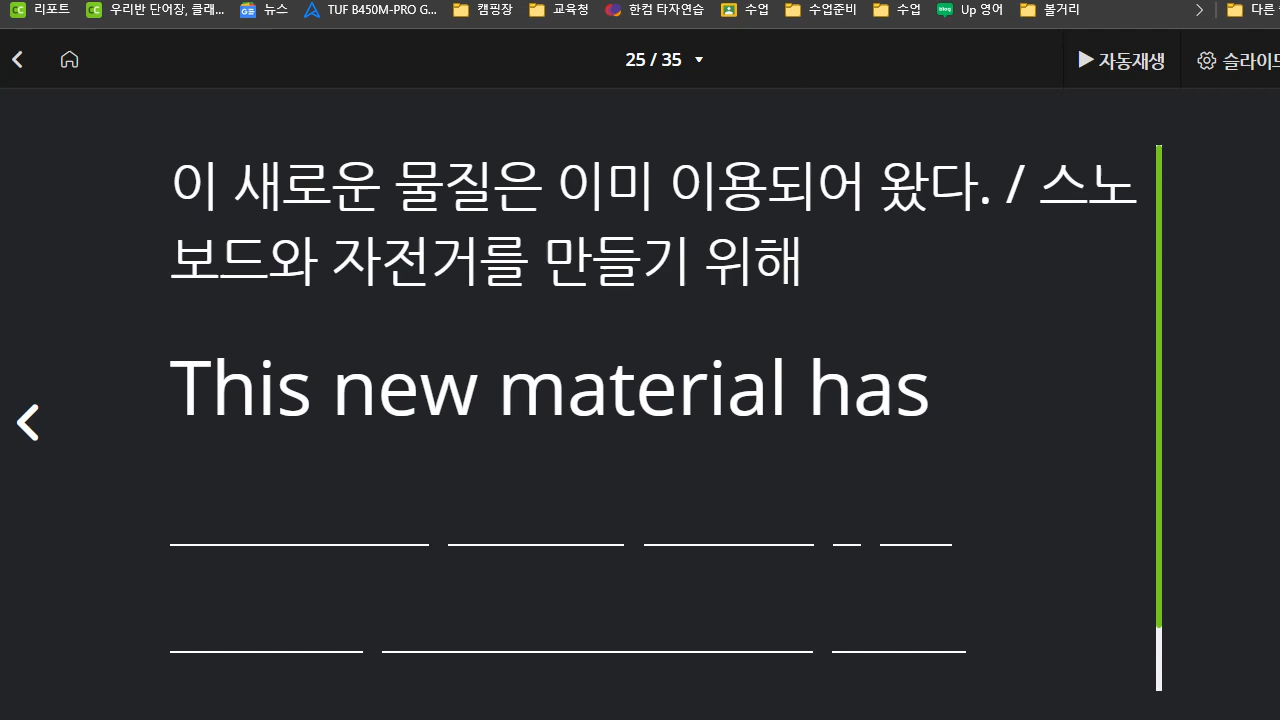 리포트 우리반 단어장, 클래... 뉴스 TUF B450M-PRO G... 캠핑장 교육청 한컴 타자연습 수업 수업준비 수업 Up 영어 볼거리 다른
25 / 35 자동재생 슬라이드
이 새로운 물질은 이미 이용되어 왔다. / 스노
보드와 자전거를 만들기 위해
This new material has